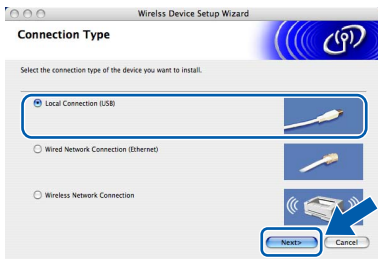 Wirelss Device Setup Wizard
Connection Type
Select the connection type of the device you want to install.
Local Connection (USB)
Wired Network Connection (Ethernet)
Wireless Network Connection
Next>
Cancel